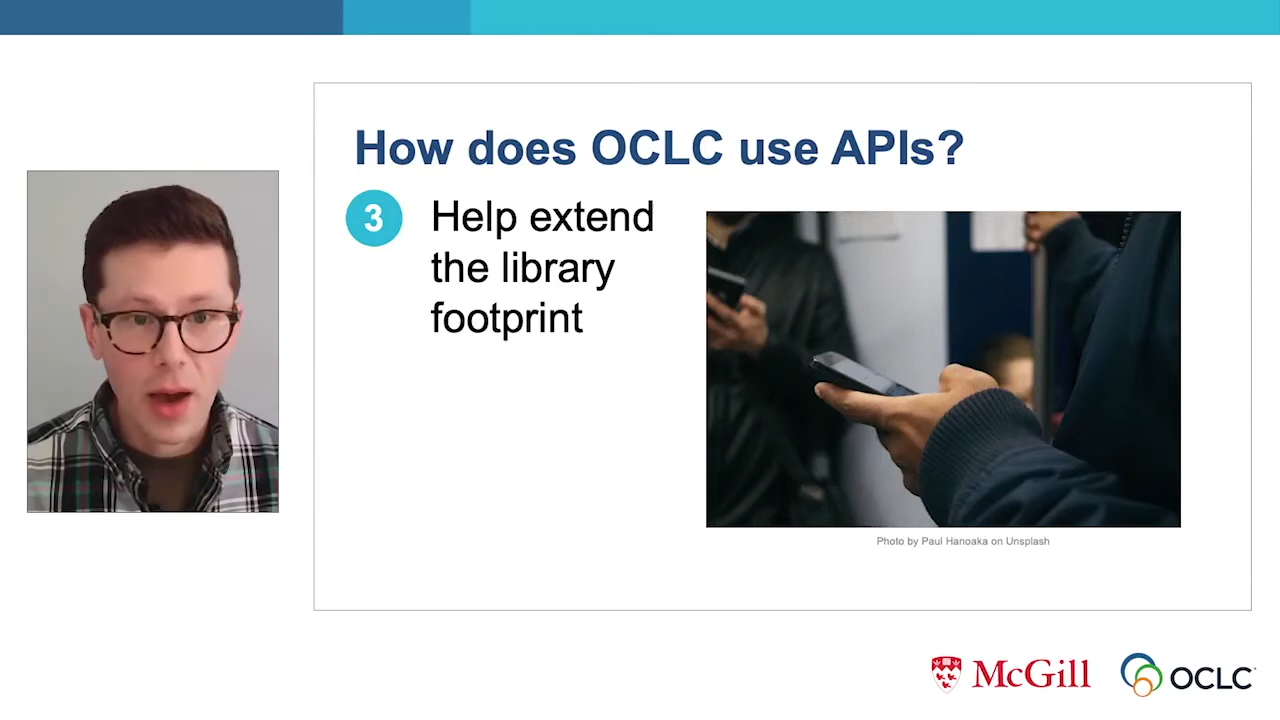 How does OCLC use APIs?
3
Help extend
the library
footprint
Photo by Paul Hanoaka on Unsplash
McGill
OCLC